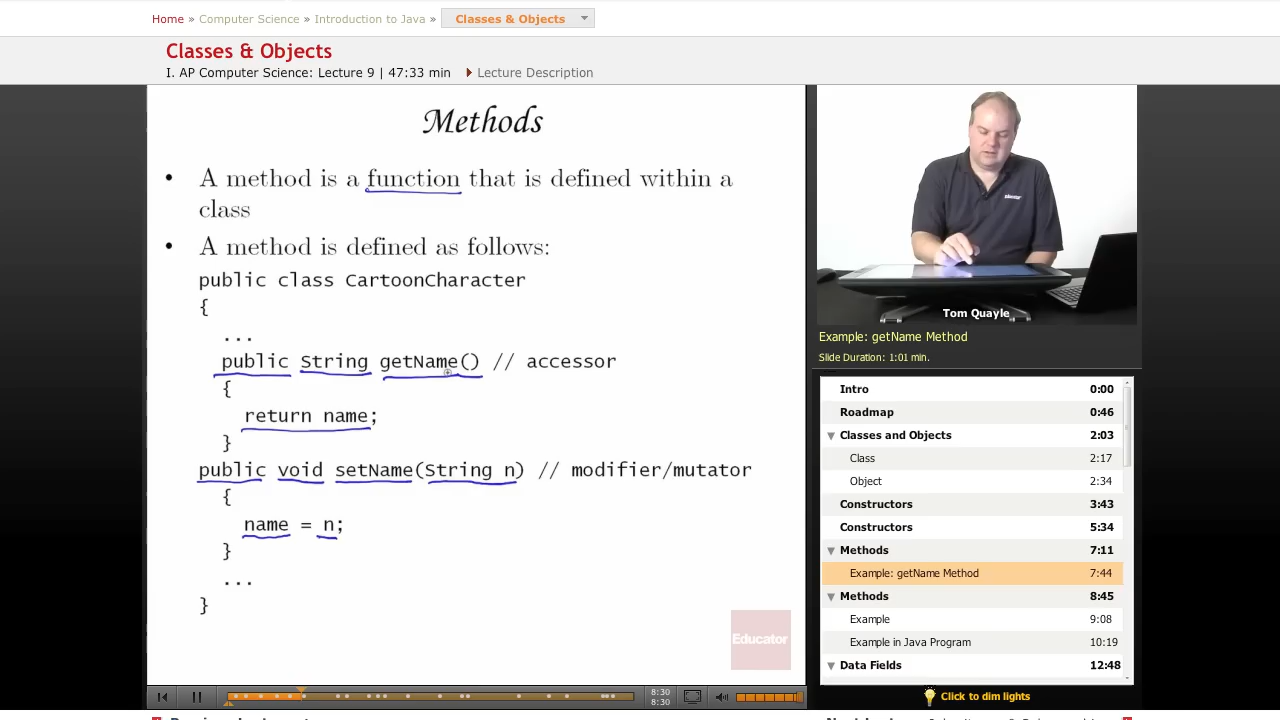 Home » Computer Science » Introduction to Java » Classes & Objects
Classes & Objects
I. AP Computer Science: Lecture 9 | 47:33 min Lecture Description
Methods
• A method is a function that is defined within a
class
• A method is defined as follows:
public class CartoonCharacter
{
...
public String getName() // accessor
{
return name;
}
public void setName(String n) // modifier/mutator
{
name = n;
}
...
}
Educator
8:30
8:30
Tom Quayle
Example: getName Method
Slide Duration: 1:01 min.
Intro 0:00
Roadmap 0:46
Classes and Objects 2:03
Class 2:17
Object 2:34
Constructors 3:43
Constructors 5:34
Methods 7:11
Example: getName Method 7:44
Methods 8:45
Example 9:08
Example in Java Program 10:19
Data Fields 12:48
Click to dim lights